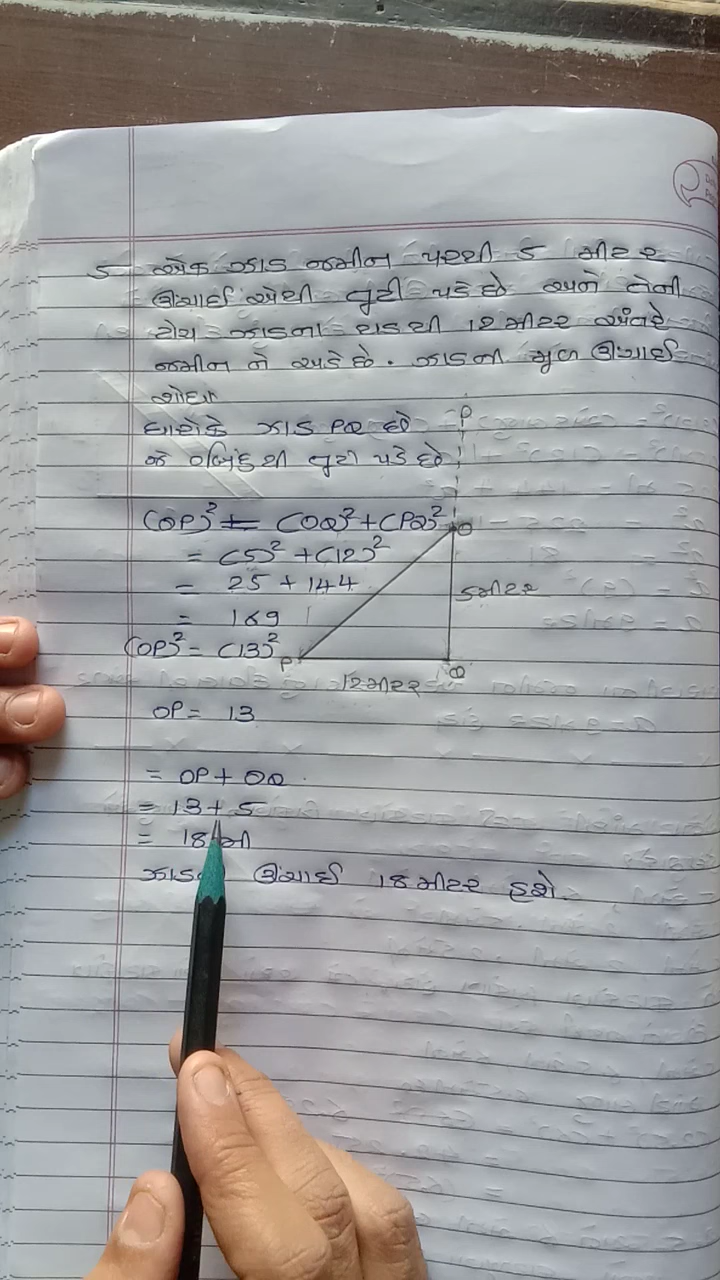 5 એક ઝાડ જમીન પરથી 5 મીટર
ઊંચાઈ એથી તૂટી પડે છે અને તેની
ટોચ ઝાડના થડથી 12 મીટર અંતરે
જમીન ને અડે છે. ઝાડની મૂળ ઊંચાઈ
શોધો
ધારોકે ઝાડ PQ છે
જે O બિંદુથી તૂટી પડે છે
P
(OP)² = (OQ)² + (PQ)²
O
= (5)² + (12)²
= 25 + 144
5 મીટર
= 169
(OP)² = (13)²
P
Q
12 મીટર
OP = 13
= OP + OQ
= 13 + 5
= 18 મી
ઊંચાઈ 18 મીટર હશે.